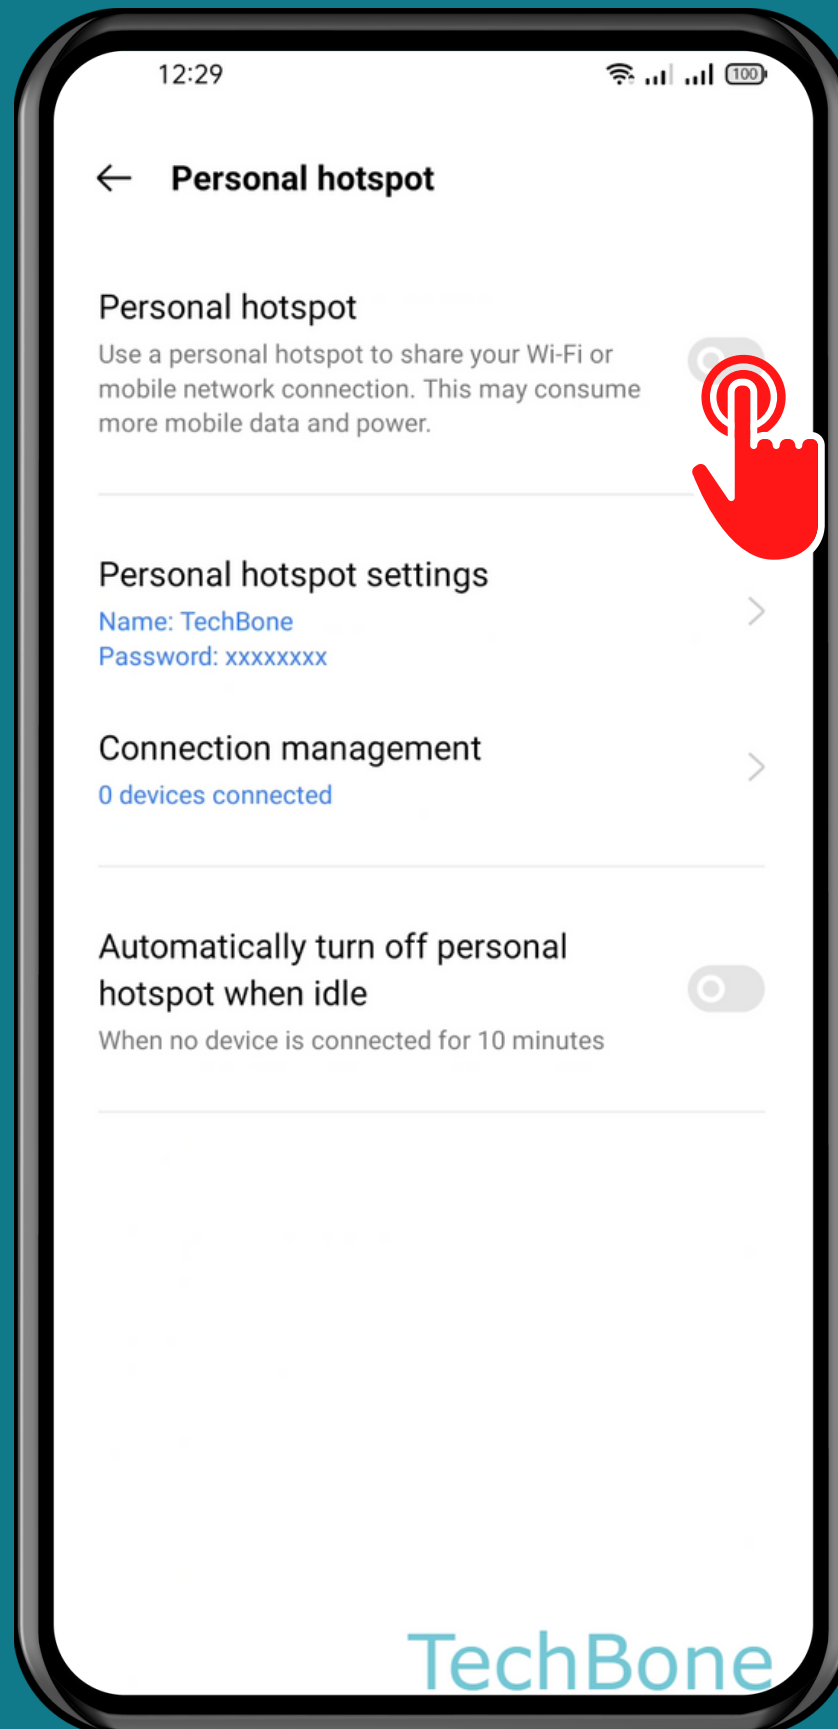 12:29
100
Personal hotspot
Personal hotspot
Use a personal hotspot to share your Wi-Fi or
mobile network connection. This may consume
more mobile data and power.
Personal hotspot settings
Name: TechBone
Password: xxxxxxxx
Connection management
0 devices connected
Automatically turn off personal
hotspot when idle
When no device is connected for 10 minutes
TechBone